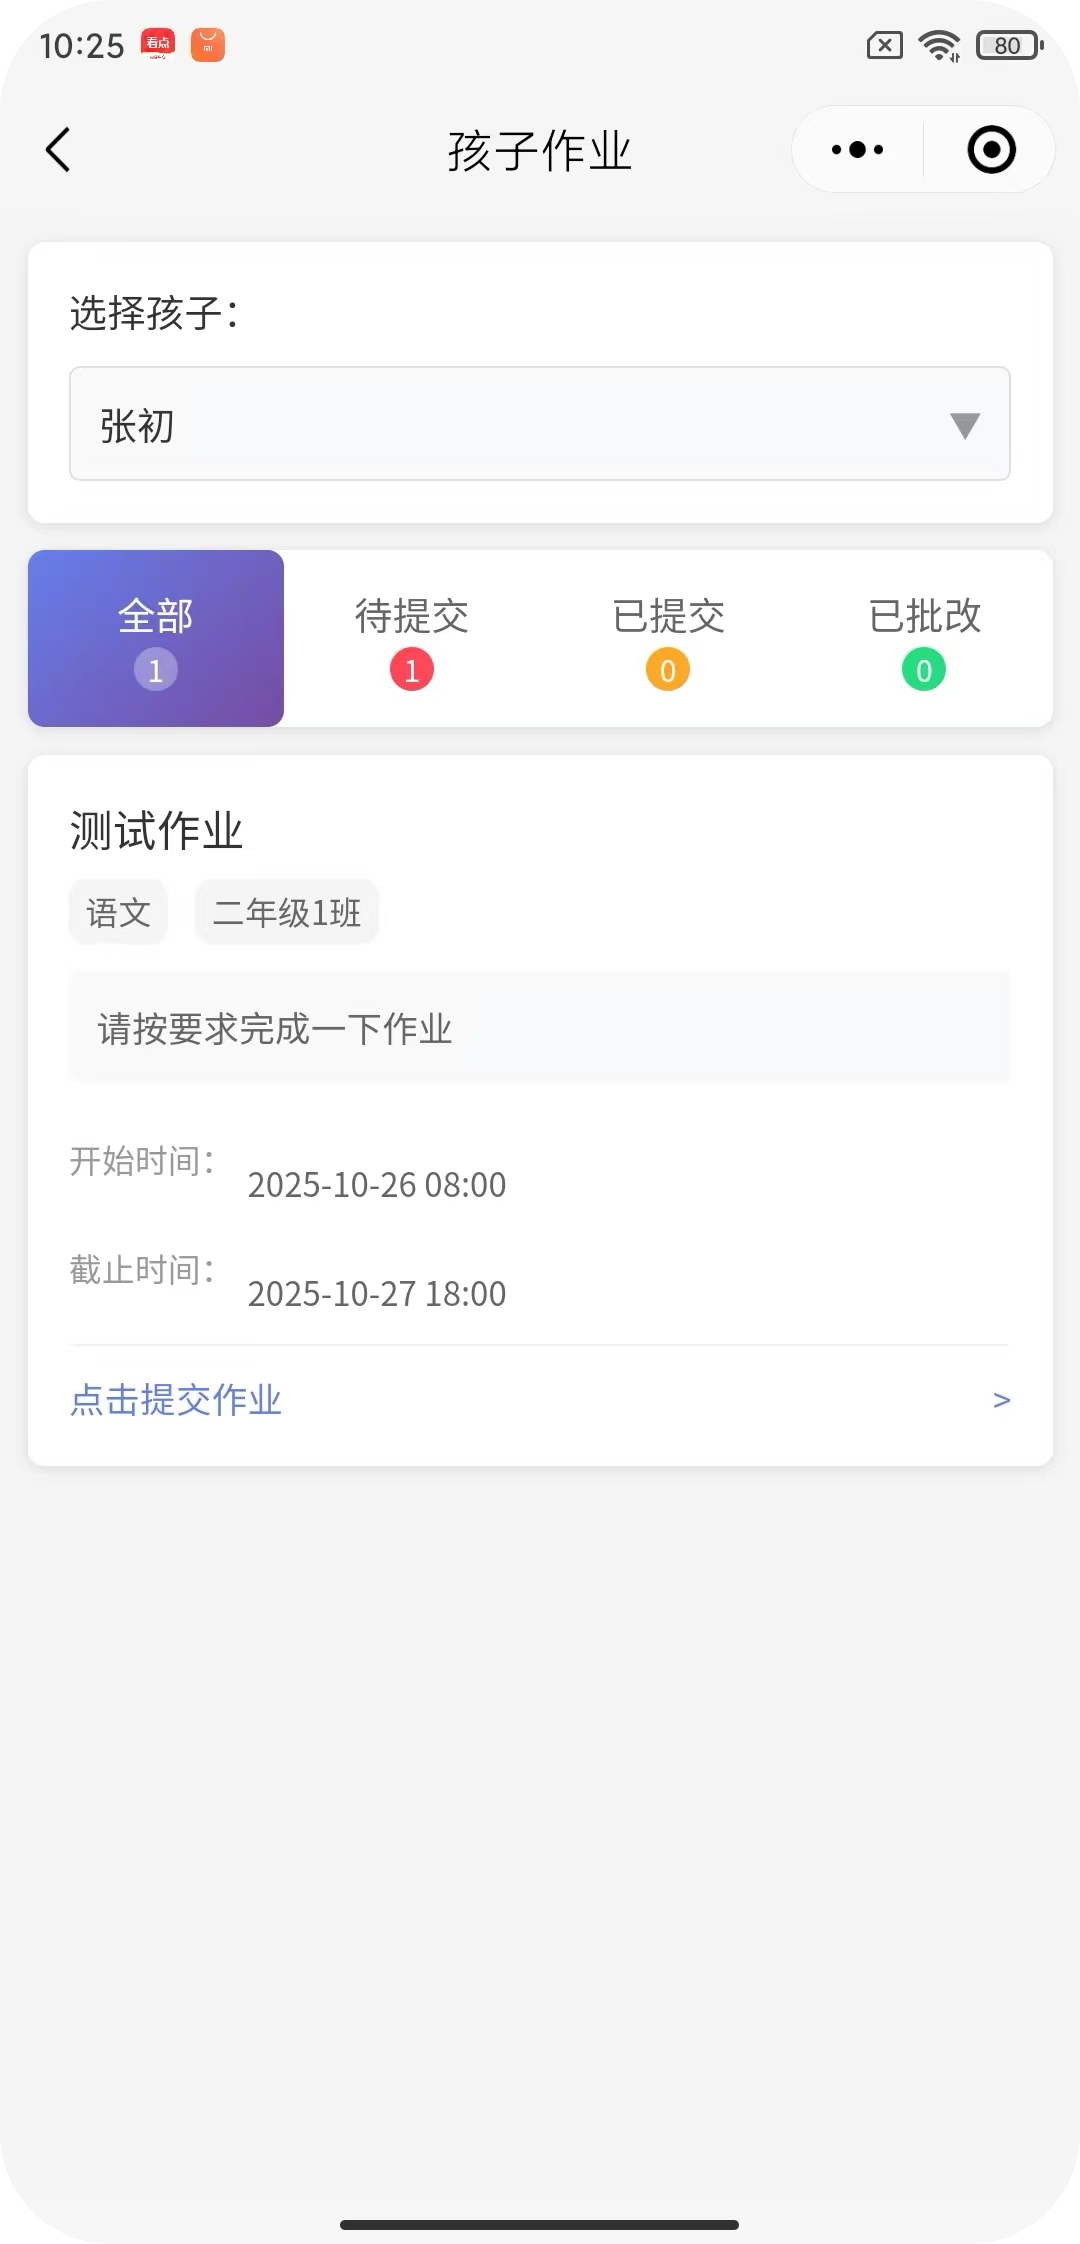 10:25
看点
80
孩子作业
选择孩子：
张初
全部
待提交
已提交
已批改
1
1
0
0
测试作业
语文
二年级1班
请按要求完成一下作业
开始时间：
2025-10-26 08:00
截止时间：
2025-10-27 18:00
点击提交作业
>